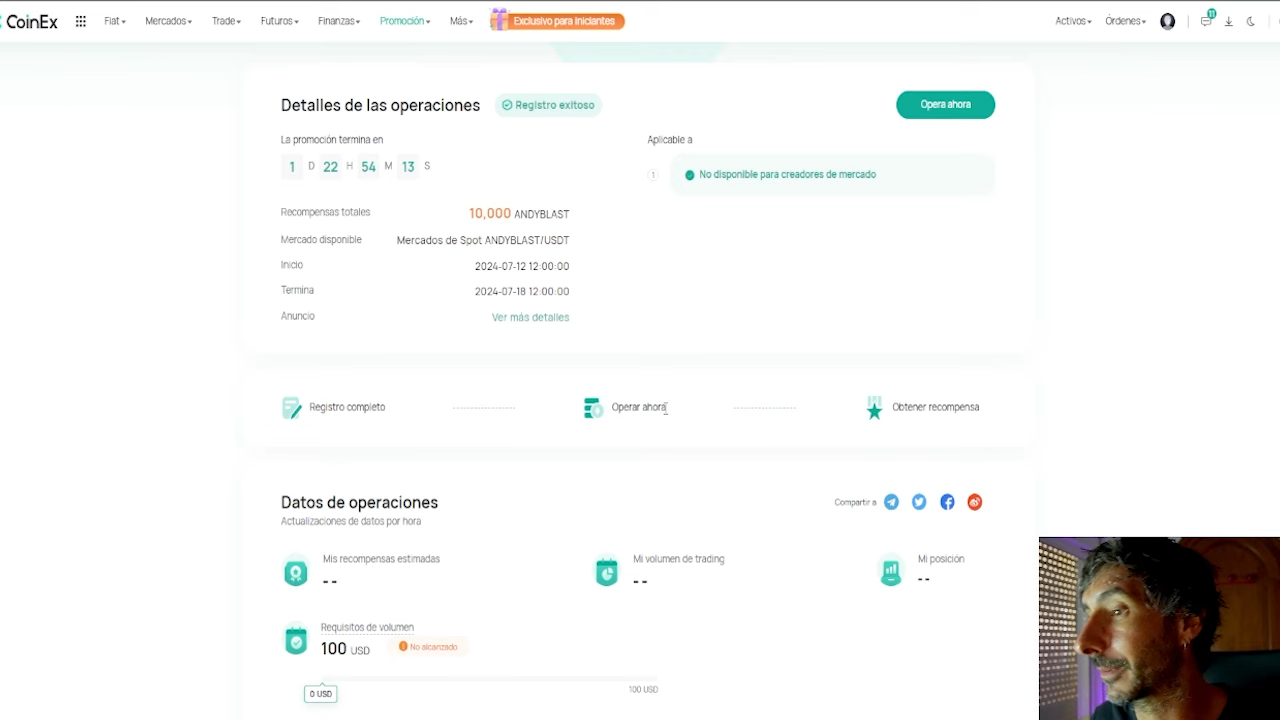 CoinEx Fiat Mercados Trade Futuros Finanzas Promoción Más Exclusivo para Iniciantes Activos Órdenes 11
Detalles de las operaciones Registro exitoso Opera ahora
La promoción termina en Aplicable a
1 D 22 H 54 M 13 S
1 No disponible para creadores de mercado
Recompensas totales 10,000 ANDYBLAST
Mercado disponible Mercados de Spot ANDYBLAST/USDT
Inicio 2024-07-12 12:00:00
Termina 2024-07-18 12:00:00
Anuncio Ver más detalles
Registro completo Operar ahora Obtener recompensa
Datos de operaciones Compartir a
Actualizaciones de datos por hora
Mis recompensas estimadas Mi volumen de trading Mi posición
-- -- --
Requisitos de volumen
100 USD No alcanzado
0 USD 100 USD